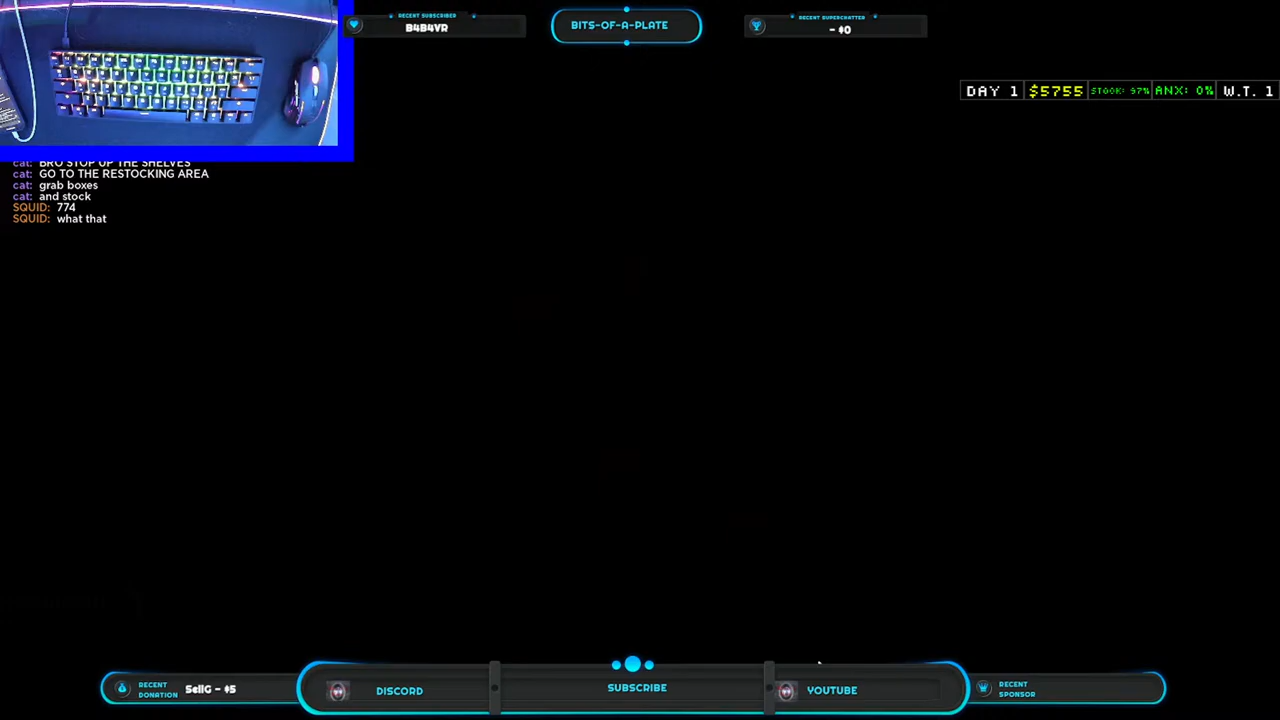 RECENT SUBSCRIBER
B4B4VR
BITS-OF-A-PLATE
RECENT SUPERCHATTER
- $0
DAY 1 $5755 STOCK: 97% ANX: 0% W.T. 1
cat: BRO STOP UP THE SHELVES
cat: GO TO THE RESTOCKING AREA
cat: grab boxes
cat: and stock
SQUID: 774
SQUID: what that
RECENT DONATION
SellG - $5
DISCORD
SUBSCRIBE
YOUTUBE
RECENT SPONSOR